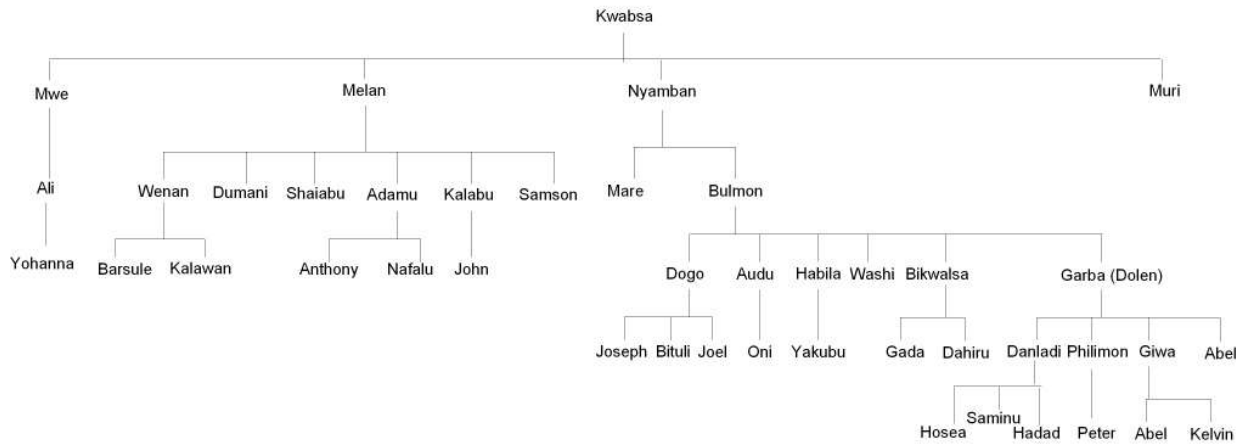 Kwabsa
Mwe Melan Nyamban Muri
Ali Wenan Dumani Shaiabu Adamu Kalabu Samson Mare Bulmon
Yohanna Barsule Kalawan Anthony Nafalu John Dogo Audu Habila Washi Bikwalsa Garba (Dolen)
Joseph Bituli Joel Oni Yakubu Gada Dahiru Danladi Philimon Giwa Abel
Hosea Saminu Hadad Peter Abel Kelvin